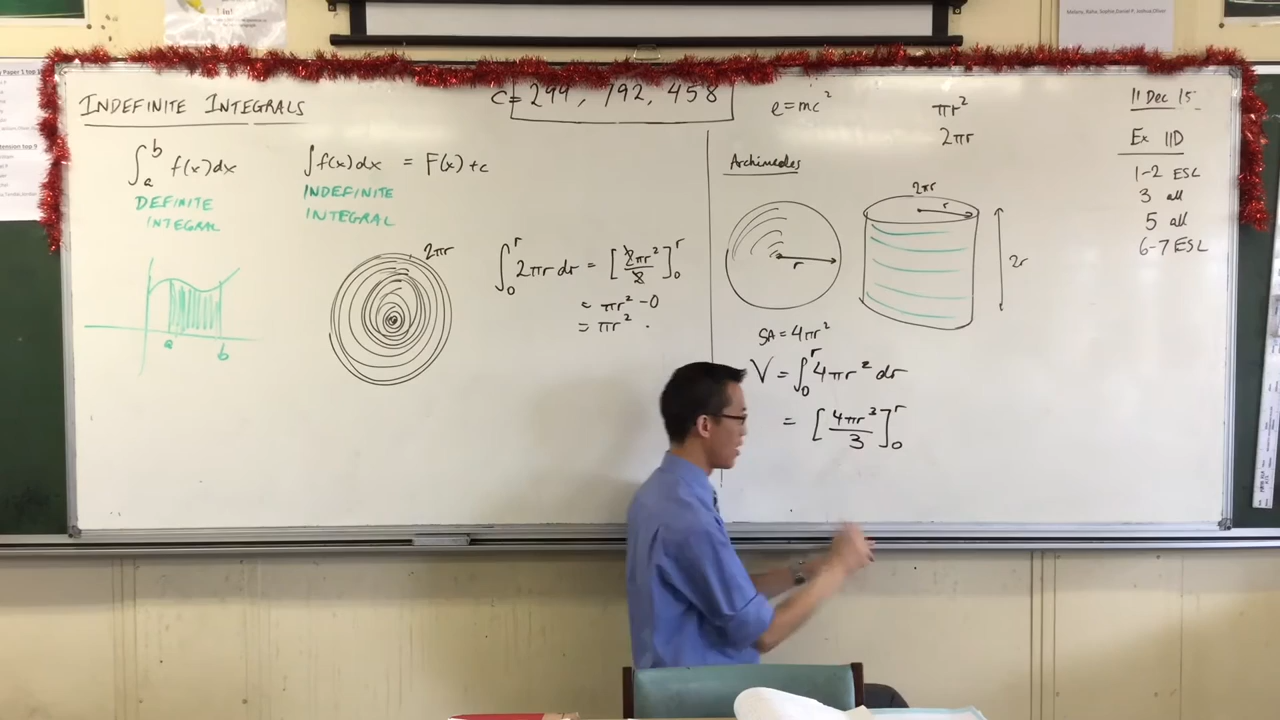 INDEFINITE INTEGRALS
∫ₐᵇ f(x)dx
DEFINITE
INTEGRAL
a
b
∫f(x)dx = F(x)+c
INDEFINITE
INTEGRAL
2πr
∫₀ʳ 2πr dr = [2πr²/2]₀ʳ
= πr² - 0
= πr².
c = 299, 792, 458
e = mc²
πr²
2πr
Archimedes
r
2πr
r
2r
SA = 4πr²
V = ∫₀ʳ 4πr² dr
= [4πr³/3]₀ʳ
11 Dec 15
Ex 11D
1-2 ESL
3 all
5 all
6-7 ESL